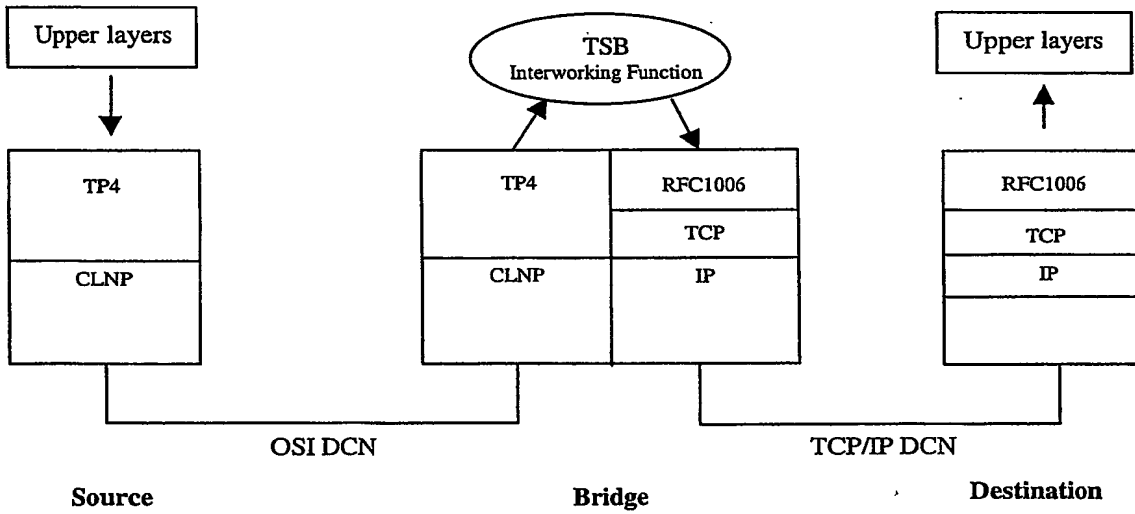 Upper layers
TSB
Interworking Function
Upper layers
TP4
TP4
RFC1006
RFC1006
TCP
TCP
CLNP
CLNP
IP
IP
OSI DCN
TCP/IP DCN
Source
Bridge
Destination